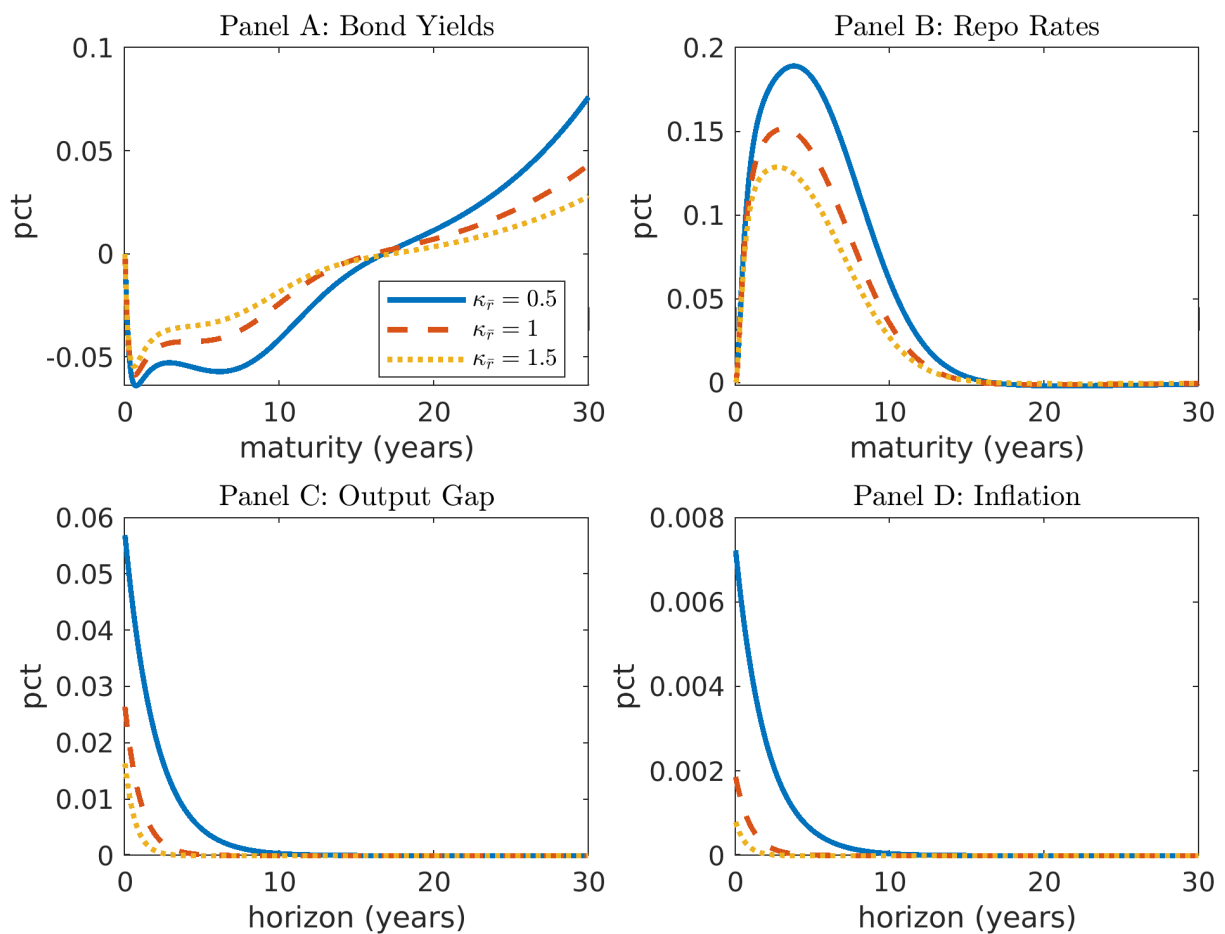 Panel A: Bond Yields
0.1
0.05
0
-0.05
pct
0 10 20 30
maturity (years)
κ_r̄ = 0.5
κ_r̄ = 1
κ_r̄ = 1.5
Panel B: Repo Rates
0.2
0.15
0.1
0.05
0
pct
0 10 20 30
maturity (years)
Panel C: Output Gap
0.06
0.05
0.04
0.03
0.02
0.01
0
pct
0 10 20 30
horizon (years)
Panel D: Inflation
0.008
0.006
0.004
0.002
0
pct
0 10 20 30
horizon (years)